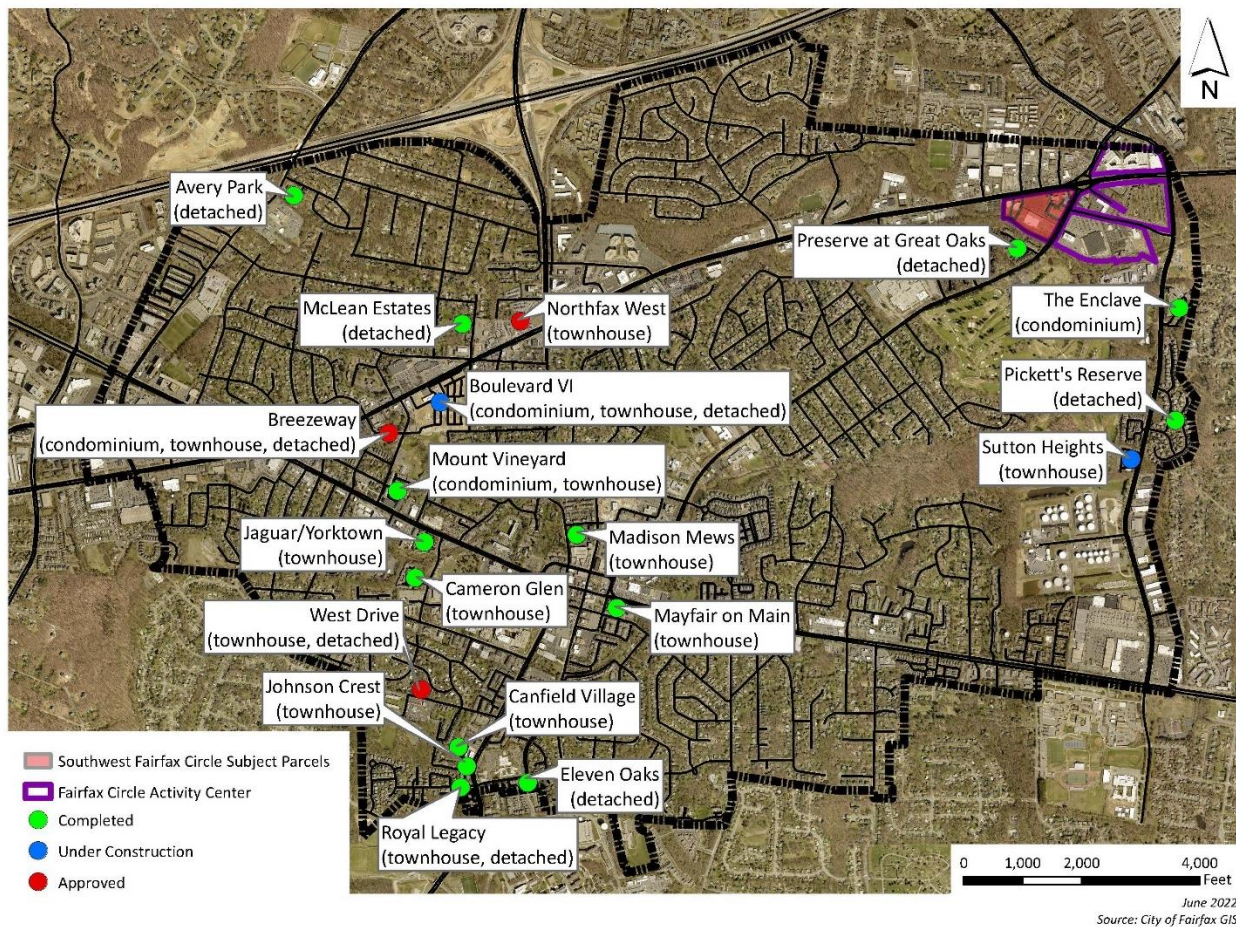 N
Avery Park
(detached)
Preserve at Great Oaks
(detached)
McLean Estates
(detached)
Northfax West
(townhouse)
The Enclave
(condominium)
Boulevard VI
(condominium, townhouse, detached)
Pickett's Reserve
(detached)
Breezeway
(condominium, townhouse, detached)
Sutton Heights
(townhouse)
Mount Vineyard
(condominium, townhouse)
Jaguar/Yorktown
(townhouse)
Madison Mews
(townhouse)
Cameron Glen
(townhouse)
Mayfair on Main
(townhouse)
West Drive
(townhouse, detached)
Johnson Crest
(townhouse)
Canfield Village
(townhouse)
Eleven Oaks
(detached)
Royal Legacy
(townhouse, detached)
Southwest Fairfax Circle Subject Parcels
Fairfax Circle Activity Center
Completed
Under Construction
Approved
0 1,000 2,000 4,000
Feet
June 2022
Source: City of Fairfax GIS